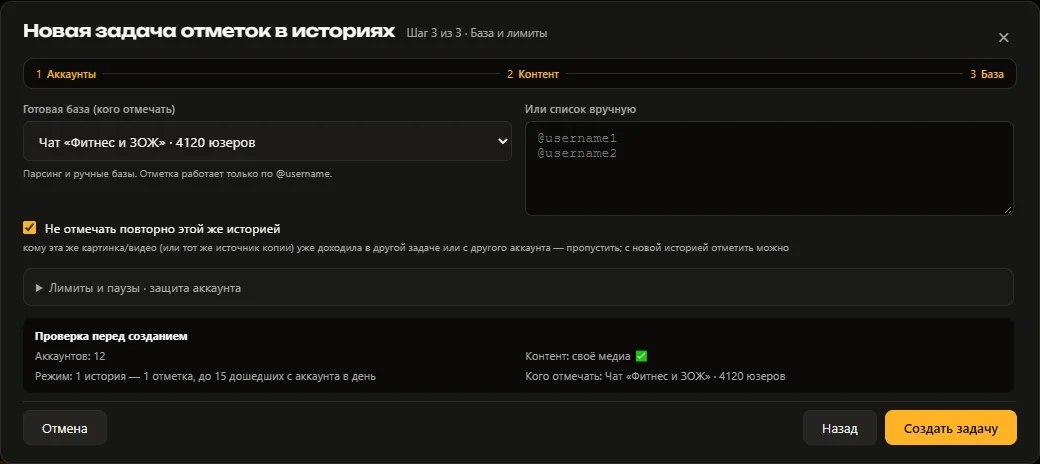 Новая задача отметок в историях Шаг 3 из 3 · База и лимиты
1 Аккаунты 2 Контент 3 База
Готовая база (кого отмечать)
Чат «Фитнес и ЗОЖ» · 4120 юзеров
Парсинг и ручные базы. Отметка работает только по @username.
Или список вручную
@username1
@username2
Не отмечать повторно этой же историей
кому эта же картинка/видео (или тот же источник копии) уже доходила в другой задаче или с другого аккаунта — пропустить; с новой историей отметить можно
Лимиты и паузы · защита аккаунта
Проверка перед созданием
Аккаунтов: 12
Контент: своё медиа
Режим: 1 история — 1 отметка, до 15 дошедших с аккаунта в день
Кого отмечать: Чат «Фитнес и ЗОЖ» · 4120 юзеров
Отмена
Назад
Создать задачу